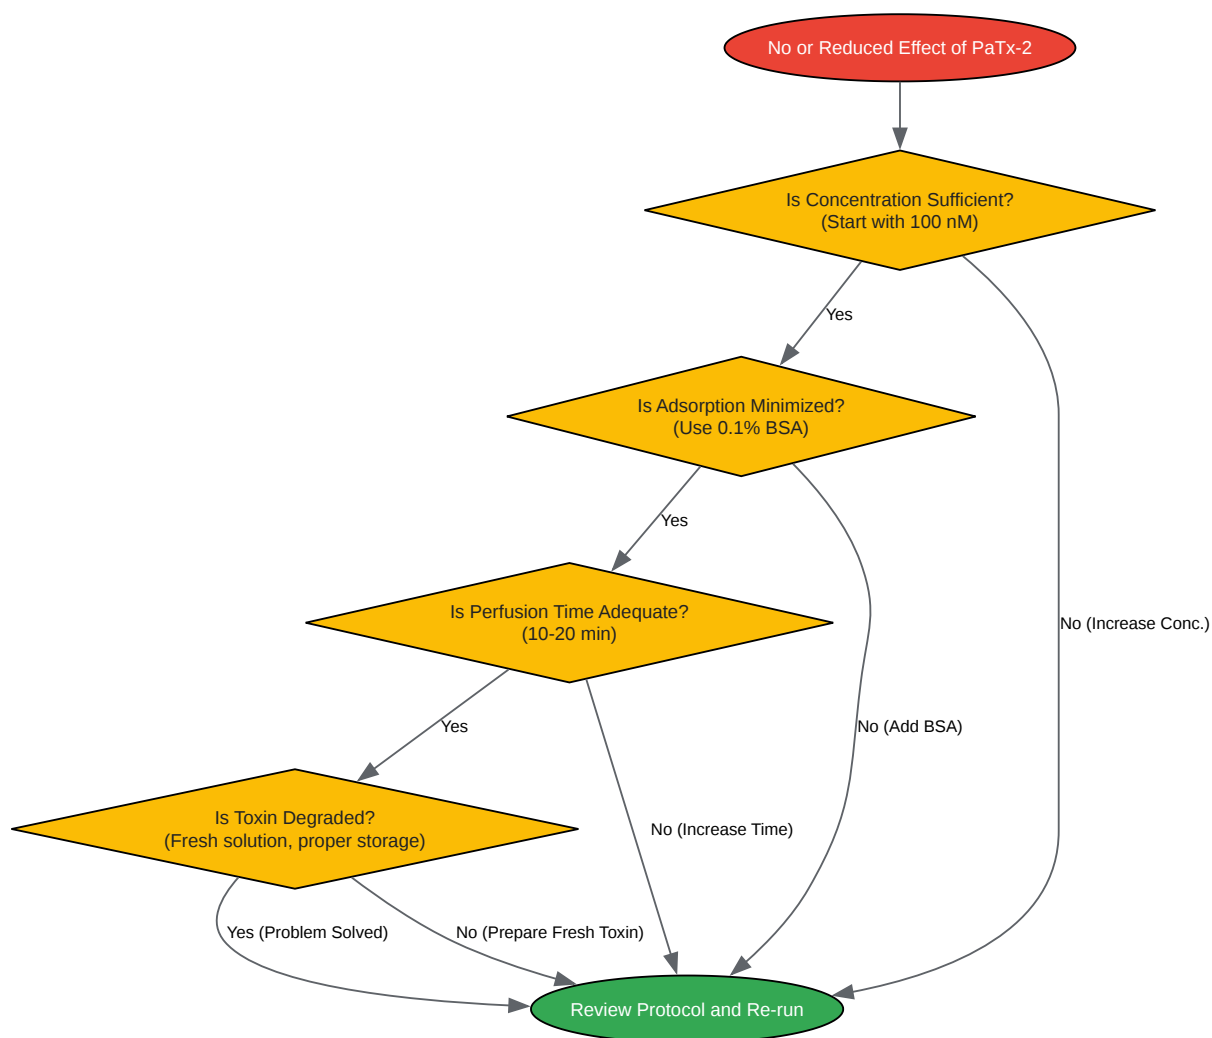 No or Reduced Effect of PaTx-2
Is Concentration Sufficient?
(Start with 100 nM)
Yes
Is Adsorption Minimized?
(Use 0.1% BSA)
Yes
Is Perfusion Time Adequate?
(10-20 min)
No (Increase Conc.)
Yes
No (Add BSA)
Is Toxin Degraded?
(Fresh solution, proper storage)
No (Increase Time)
Yes (Problem Solved)
No (Prepare Fresh Toxin)
Review Protocol and Re-run